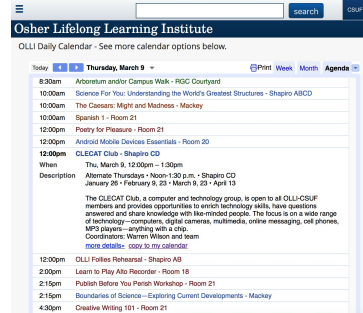 search
CSUF
Osher Lifelong Learning Institute
OLLI Daily Calendar - See more calendar options below.
Today Thursday, March 9 Print Week Month Agenda
8:30am Arboretum and/or Campus Walk - RGC Courtyard
10:00am Science For You: Understanding the World's Greatest Structures - Shapiro ABCD
10:00am The Caesars: Might and Madness - Mackey
10:00am Spanish 1 - Room 21
12:00pm Poetry for Pleasure - Room 21
12:00pm Android Mobile Devices Essentials - Room 20
12:00pm CLECAT Club - Shapiro CD
When Thu, March 9, 12:00pm – 1:30pm
Description Alternate Thursdays • Noon-1:30 p.m. • Shapiro CD
January 26 • February 9, 23 • March 9, 23 • April 13
The CLECAT Club, a computer and technology group, is open to all OLLI-CSUF
members and provides opportunities to enrich technology skills, have questions
answered and share knowledge with like-minded people. The focus is on a wide range
of technology—computers, digital cameras, multimedia, online messaging, cell phones,
MP3 players—anything with a chip.
Coordinators: Warren Wilson and team
more details» copy to my calendar
12:00pm OLLI Follies Rehearsal - Shapiro AB
2:00pm Learn to Play Alto Recorder - Room 18
2:15pm Publish Before You Perish Workshop - Room 21
2:15pm Boundaries of Science—Exploring Current Developments - Mackey
4:30pm Creative Writing 101 - Room 21